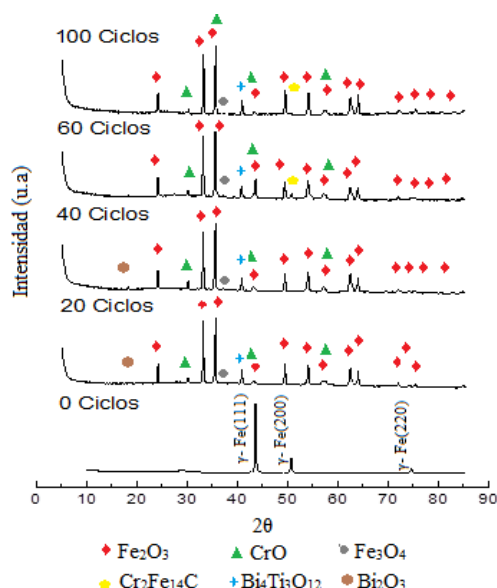 100 Ciclos
60 Ciclos
40 Ciclos
20 Ciclos
0 Ciclos
γ- Fe(111)
γ- Fe(200)
γ- Fe(220)
Intensidad (u.a)
0 10 20 30 40 50 60 70 80 90
2θ
Fe₂O₃ CrO Fe₃O₄
Cr₂Fe₁₄C Bi₄Ti₃O₁₂ Bi₂O₃